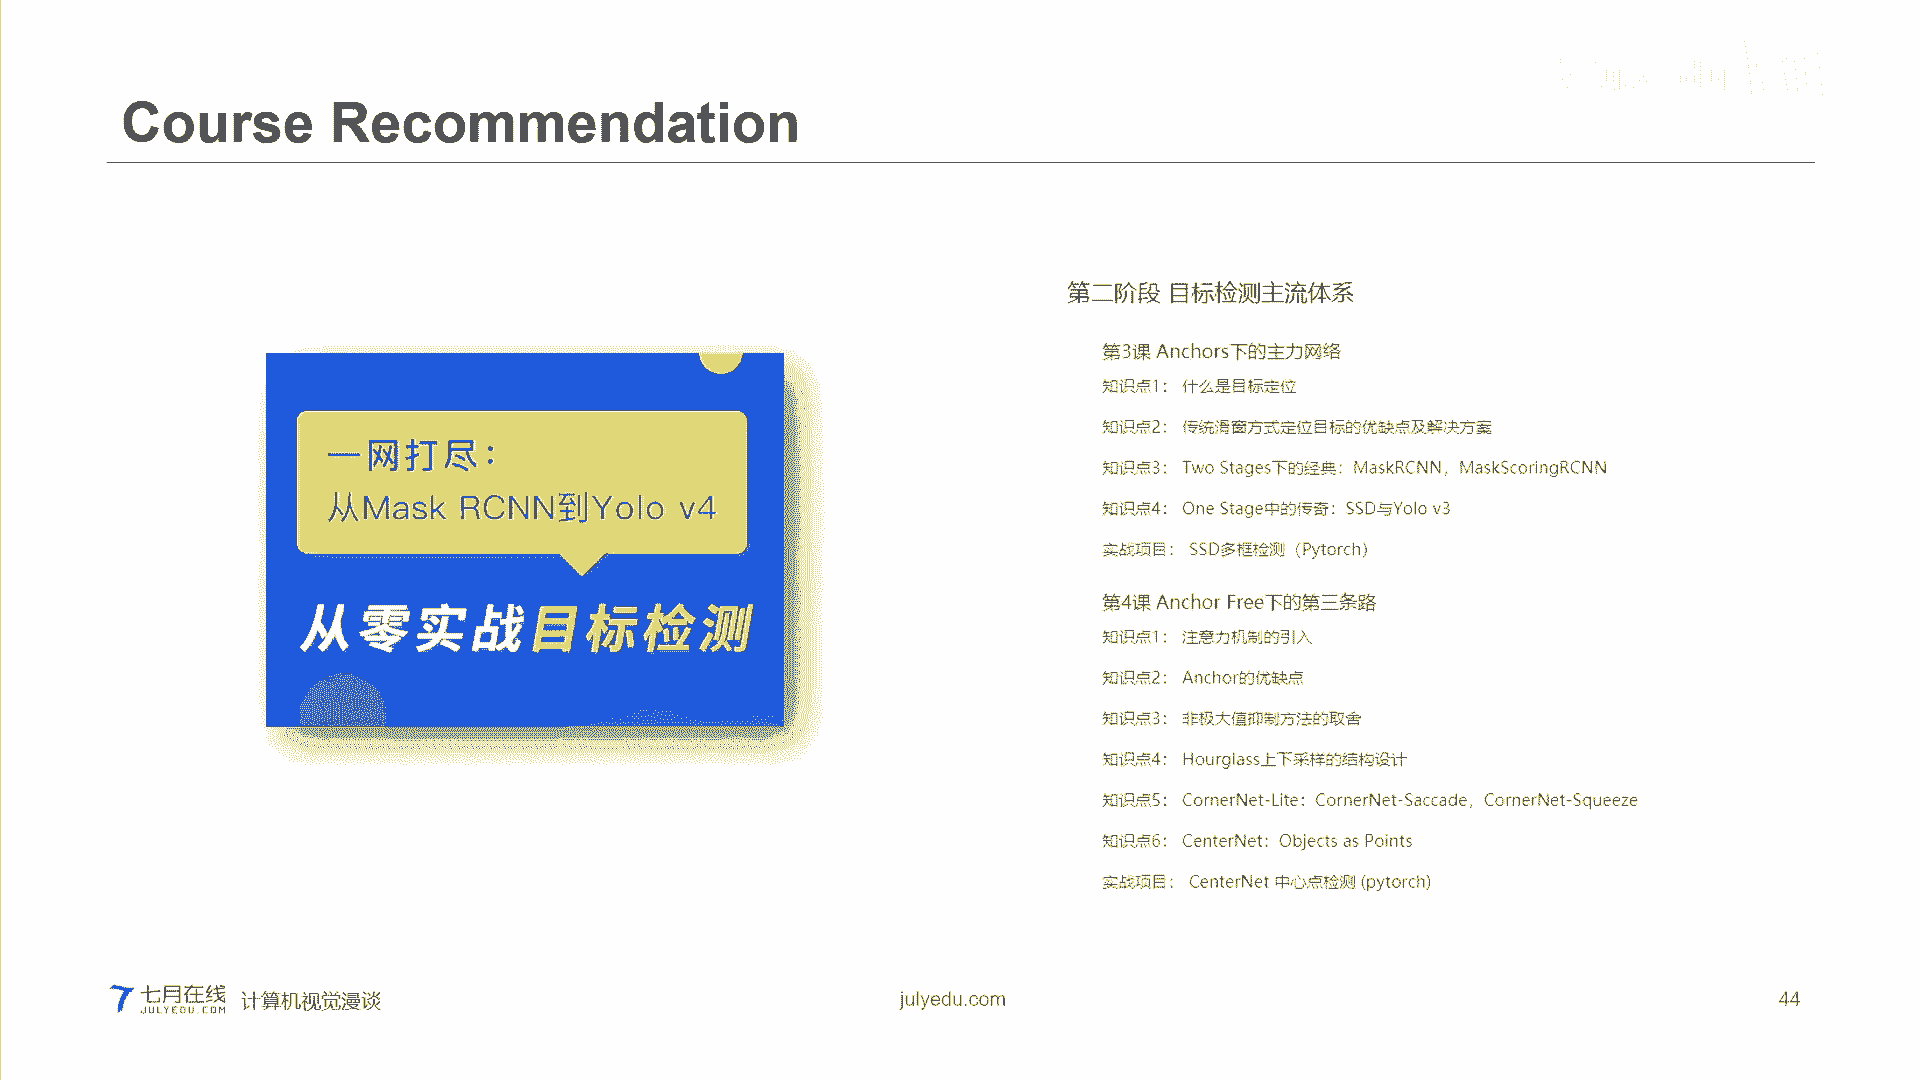 Course Recommendation
一网打尽：
从Mask RCNN到Yolo v4
从零实战目标检测
第二阶段 目标检测主流体系
第3课 Anchors下的主力网络
知识点1： 什么是目标定位
知识点2： 传统滑窗方式定位目标的优缺点及解决方案
知识点3： Two Stages下的经典：MaskRCNN，MaskScoringRCNN
知识点4： One Stage中的传奇：SSD与Yolo v3
实战项目： SSD多框检测（Pytorch）
第4课 Anchor Free下的第三条路
知识点1： 注意力机制的引入
知识点2： Anchor的优缺点
知识点3： 非极大值抑制方法的取舍
知识点4： Hourglass上下采样的结构设计
知识点5： CornerNet-Lite：CornerNet-Saccade，CornerNet-Squeeze
知识点6： CenterNet：Objects as Points
实战项目： CenterNet 中心点检测 (pytorch)
七月在线
JULYEDU.COM
计算机视觉漫谈
julyedu.com
44